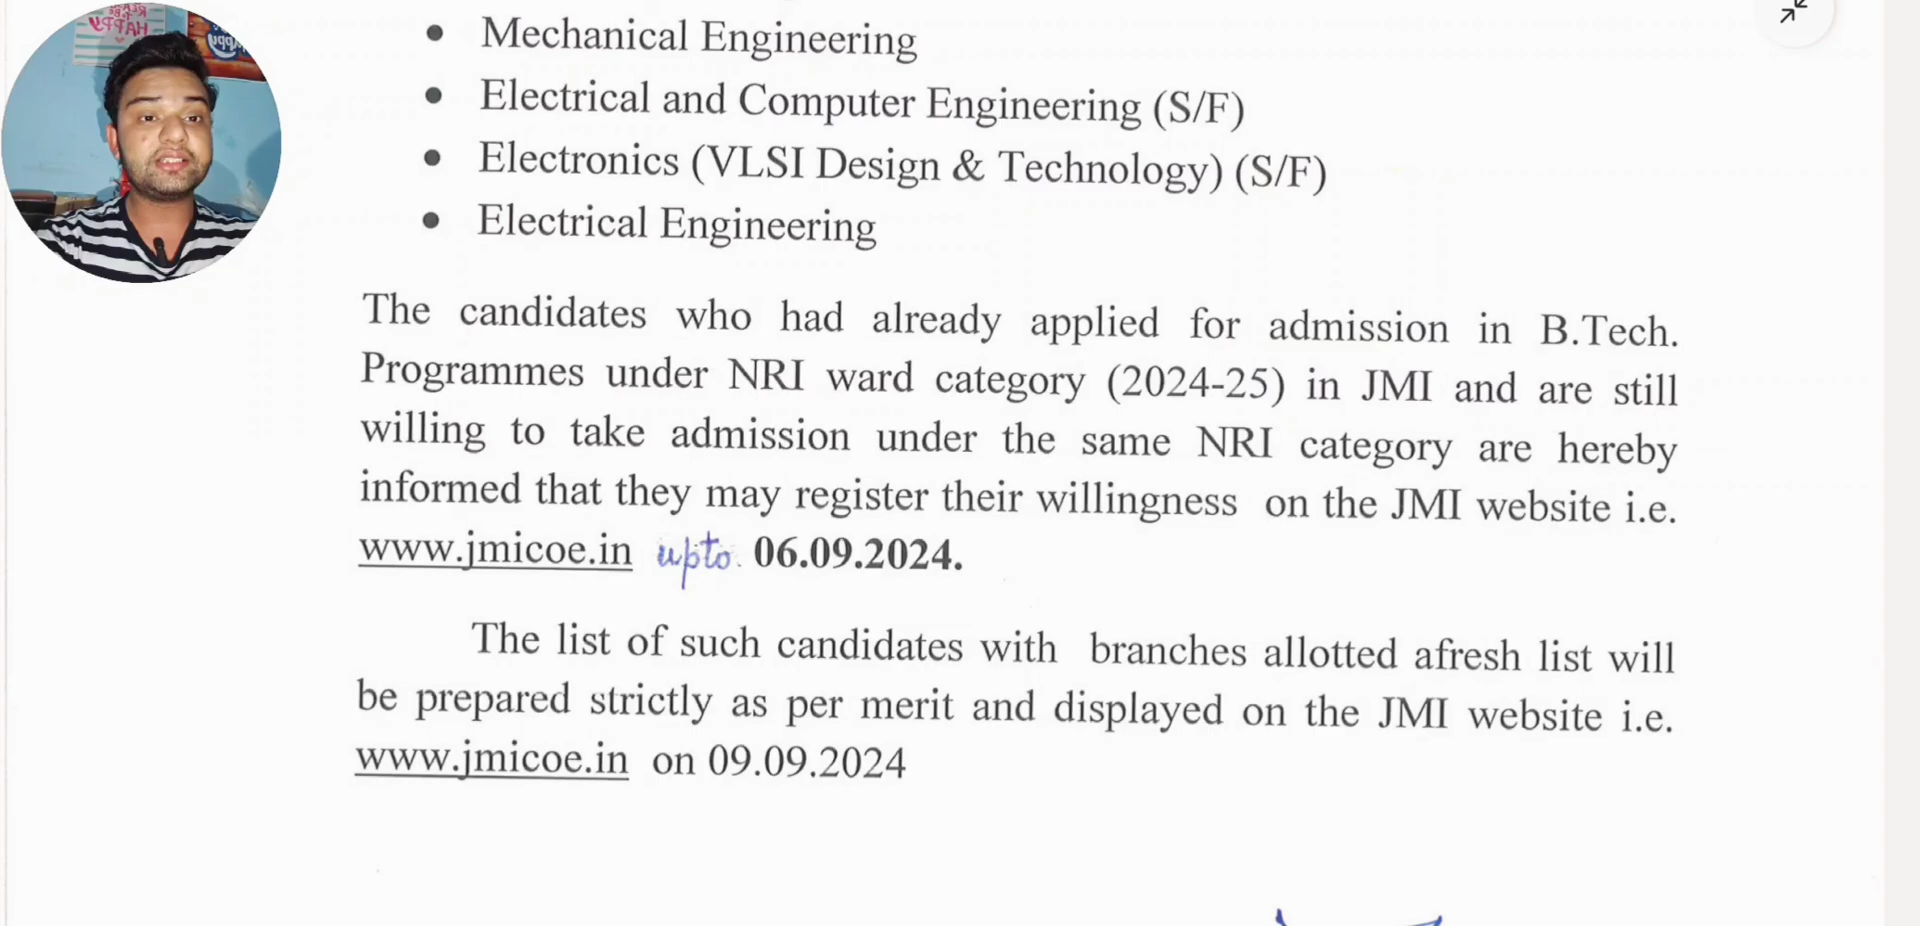 • Mechanical Engineering
• Electrical and Computer Engineering (S/F)
• Electronics (VLSI Design & Technology) (S/F)
• Electrical Engineering
The candidates who had already applied for admission in B.Tech.
Programmes under NRI ward category (2024-25) in JMI and are still
willing to take admission under the same NRI category are hereby
informed that they may register their willingness on the JMI website i.e.
www.jmicoe.in upto 06.09.2024.
The list of such candidates with branches allotted afresh list will
be prepared strictly as per merit and displayed on the JMI website i.e.
www.jmicoe.in on 09.09.2024